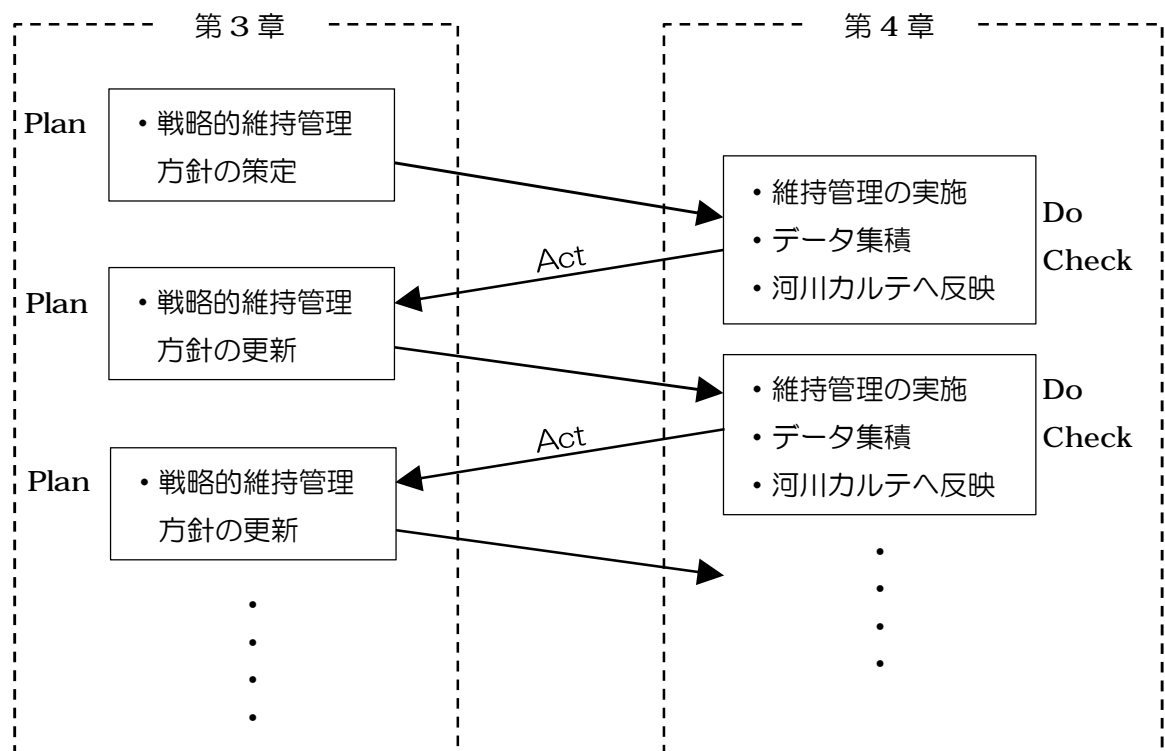 第3章
第4章
Plan
・戦略的維持管理
方針の策定
・維持管理の実施
・データ集積
・河川カルテへ反映
Do
Check
Act
Plan
・戦略的維持管理
方針の更新
・維持管理の実施
・データ集積
・河川カルテへ反映
Do
Check
Act
Plan
・戦略的維持管理
方針の更新